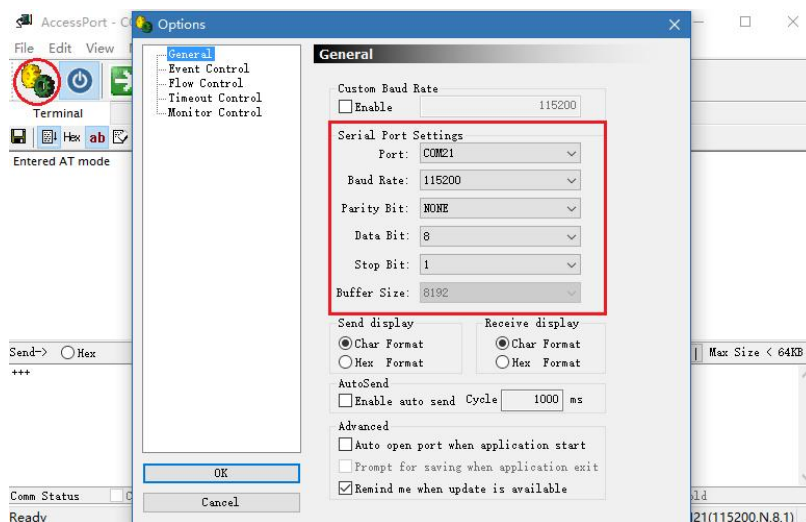 AccessPort - C
Options
File Edit View
Terminal
Hex ab
Entered AT mode
Send-> Hex
+++
Comm Status
Ready
General
Event Control
Flow Control
Timeout Control
Monitor Control
OK
Cancel
General
Custom Baud Rate
Enable 115200
Serial Port Settings
Port: COM21
Baud Rate: 115200
Parity Bit: NONE
Data Bit: 8
Stop Bit: 1
Buffer Size: 8192
Send display Receive display
Char Format Char Format
Hex Format Hex Format
AutoSend
Enable auto send Cycle 1000 ms
Advanced
Auto open port when application start
Prompt for saving when application exit
Remind me when update is available
Max Size < 64KB
21(115200,N,8,1)